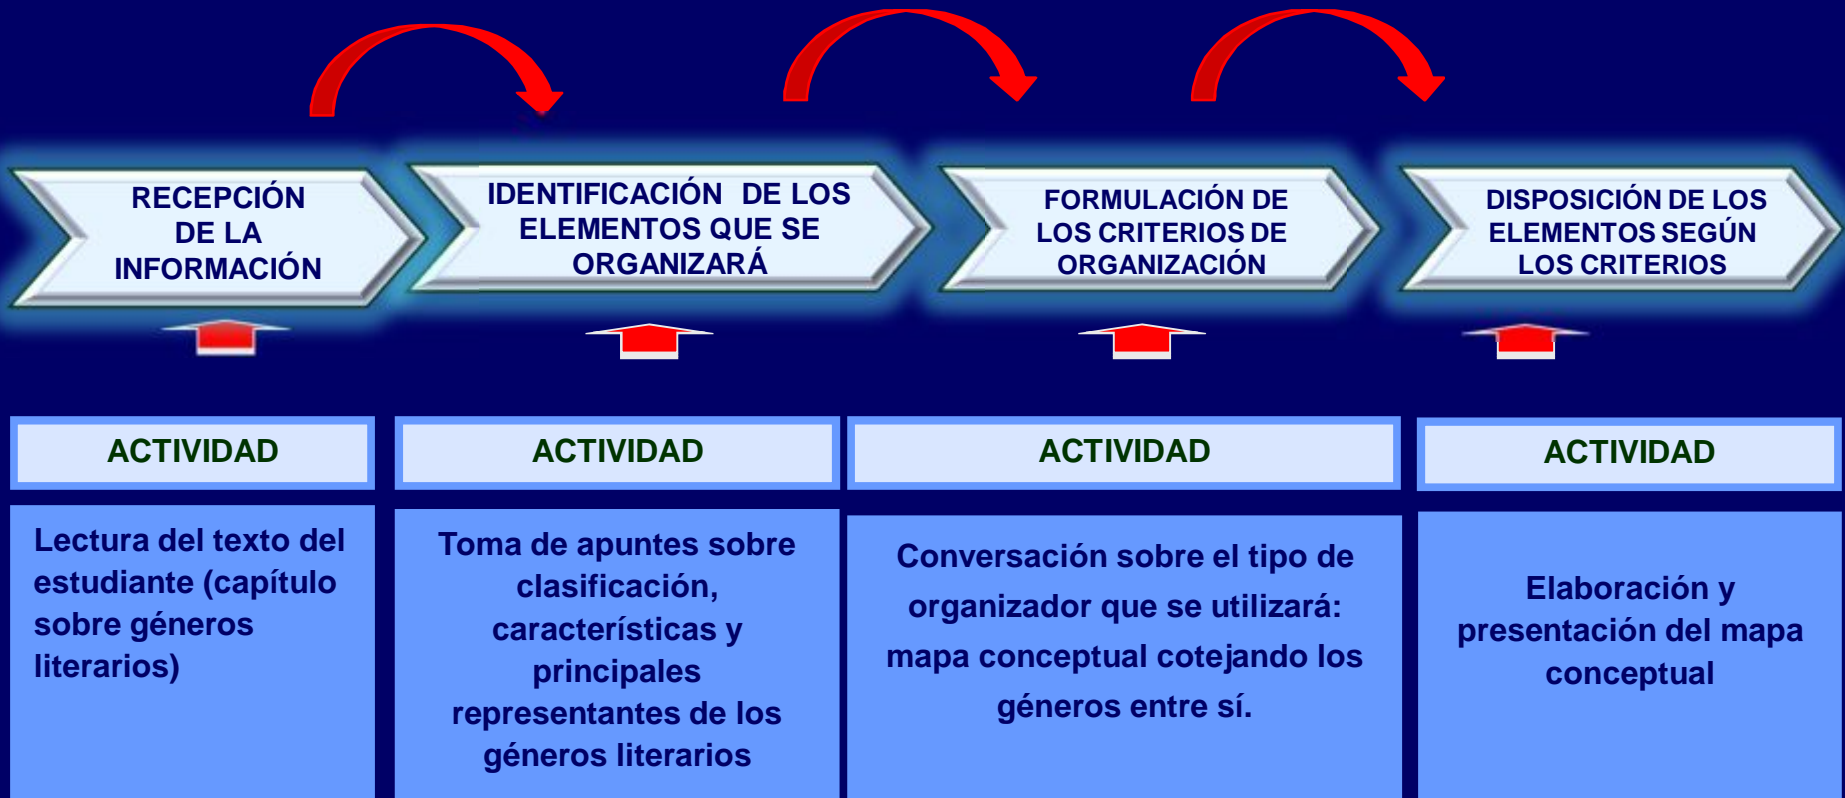 RECEPCIÓN
DE LA
INFORMACIÓN
IDENTIFICACIÓN DE LOS
ELEMENTOS QUE SE
ORGANIZARÁ
FORMULACIÓN DE
LOS CRITERIOS DE
ORGANIZACIÓN
DISPOSICIÓN DE LOS
ELEMENTOS SEGÚN
LOS CRITERIOS
ACTIVIDAD
Lectura del texto del
estudiante (capítulo
sobre géneros
literarios)
ACTIVIDAD
Toma de apuntes sobre
clasificación,
características y
principales
representantes de los
géneros literarios
ACTIVIDAD
Conversación sobre el tipo de
organizador que se utilizará:
mapa conceptual cotejando los
géneros entre sí.
ACTIVIDAD
Elaboración y
presentación del mapa
conceptual